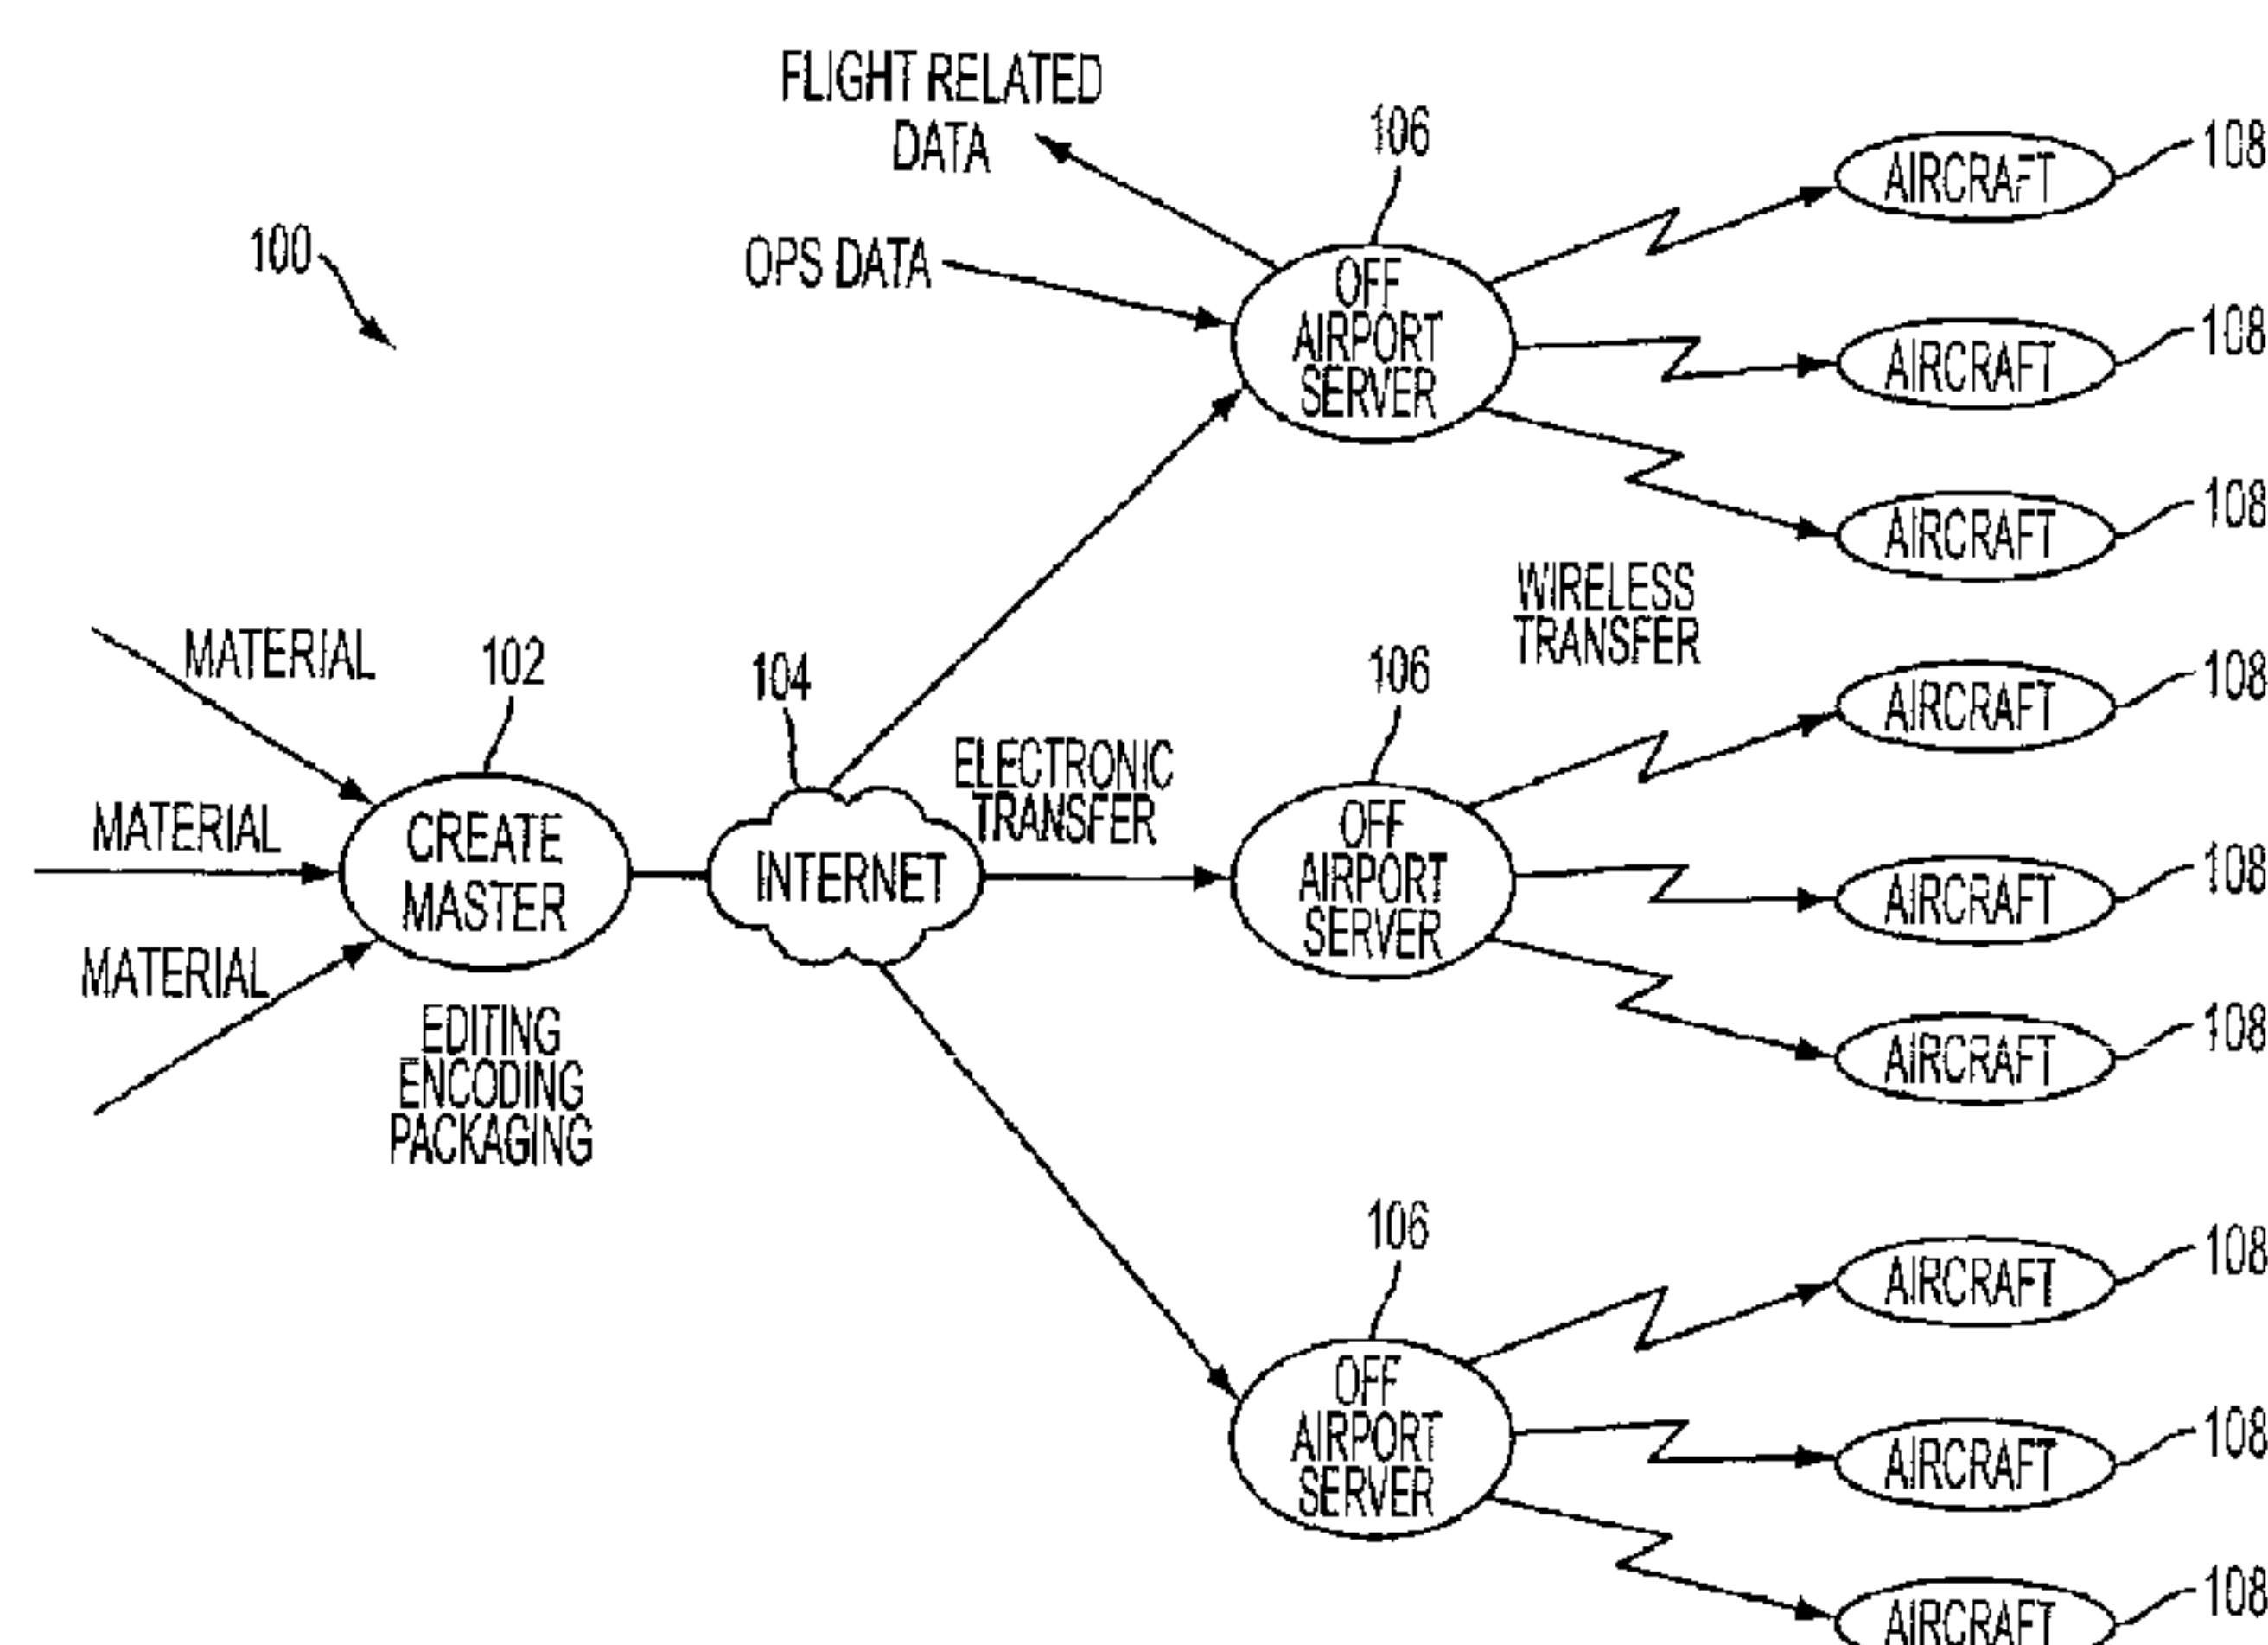 FLIGHT RELATED
DATA
106
AIRCRAFT
108
100
OPS DATA
OFF
AIRPORT
SERVER
AIRCRAFT
108
AIRCRAFT
108
WIRELESS
TRANSFER
MATERIAL
102
104
106
AIRCRAFT
108
ELECTRONIC
TRANSFER
MATERIAL
CREATE
MASTER
INTERNET
OFF
AIRPORT
SERVER
AIRCRAFT
108
MATERIAL
EDITING
ENCODING
PACKAGING
AIRCRAFT
108
106
AIRCRAFT
108
OFF
AIRPORT
SERVER
AIRCRAFT
108
AIRCRAFT
108